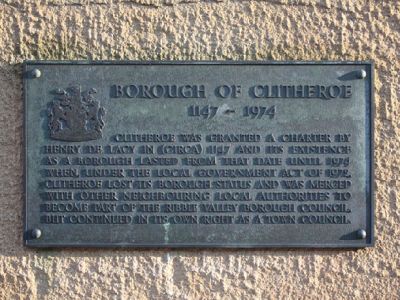 BOROUGH OF CLITHEROE
1147 - 1974
CLITHEROE WAS GRANTED A CHARTER BY
HENRY DE LACY IN (CIRCA) 1147 AND ITS EXISTENCE
AS A BOROUGH LASTED FROM THAT DATE UNTIL 1974
WHEN, UNDER THE LOCAL GOVERNMENT ACT OF 1972,
CLITHEROE LOST ITS BOROUGH STATUS AND WAS MERGED
WITH OTHER NEIGHBOURING LOCAL AUTHORITIES TO
BECOME PART OF THE RIBBLE VALLEY BOROUGH COUNCIL,
BUT CONTINUED IN ITS OWN RIGHT AS A TOWN COUNCIL.